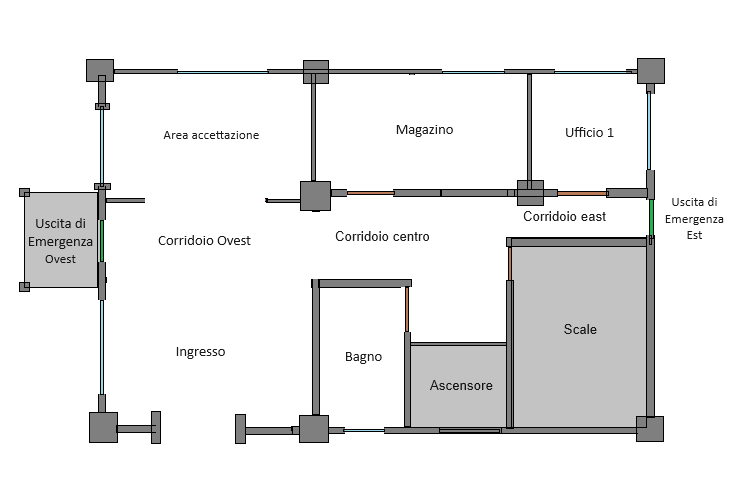 Area accettazione
Magazino
Ufficio 1
Uscita di
Emergenza
Ovest
Corridoio Ovest
Corridoio centro
Corridoio east
Uscita di
Emergenza
Est
Ingresso
Bagno
Ascensore
Scale